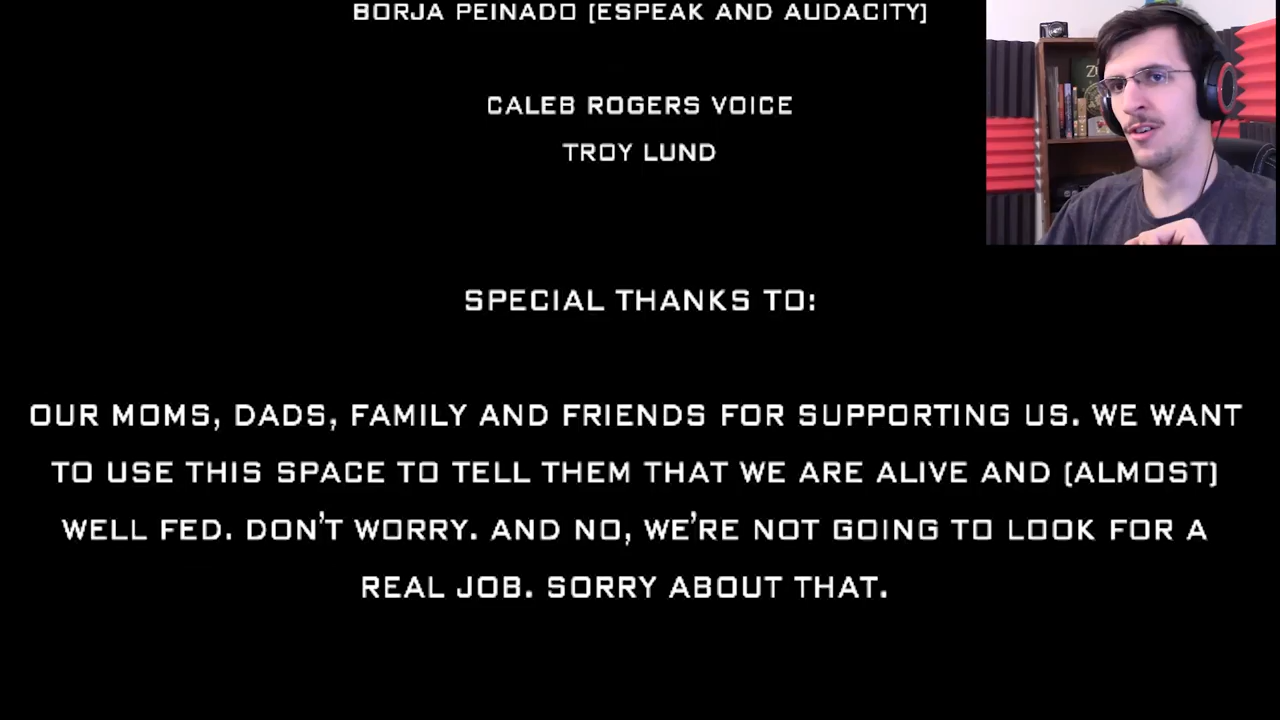 BORJA PEINADO (ESPEAK AND AUDACITY)
CALEB ROGERS VOICE
TROY LUND
SPECIAL THANKS TO:
OUR MOMS, DADS, FAMILY AND FRIENDS FOR SUPPORTING US. WE WANT
TO USE THIS SPACE TO TELL THEM THAT WE ARE ALIVE AND (ALMOST)
WELL FED. DON'T WORRY. AND NO, WE'RE NOT GOING TO LOOK FOR A
REAL JOB. SORRY ABOUT THAT.